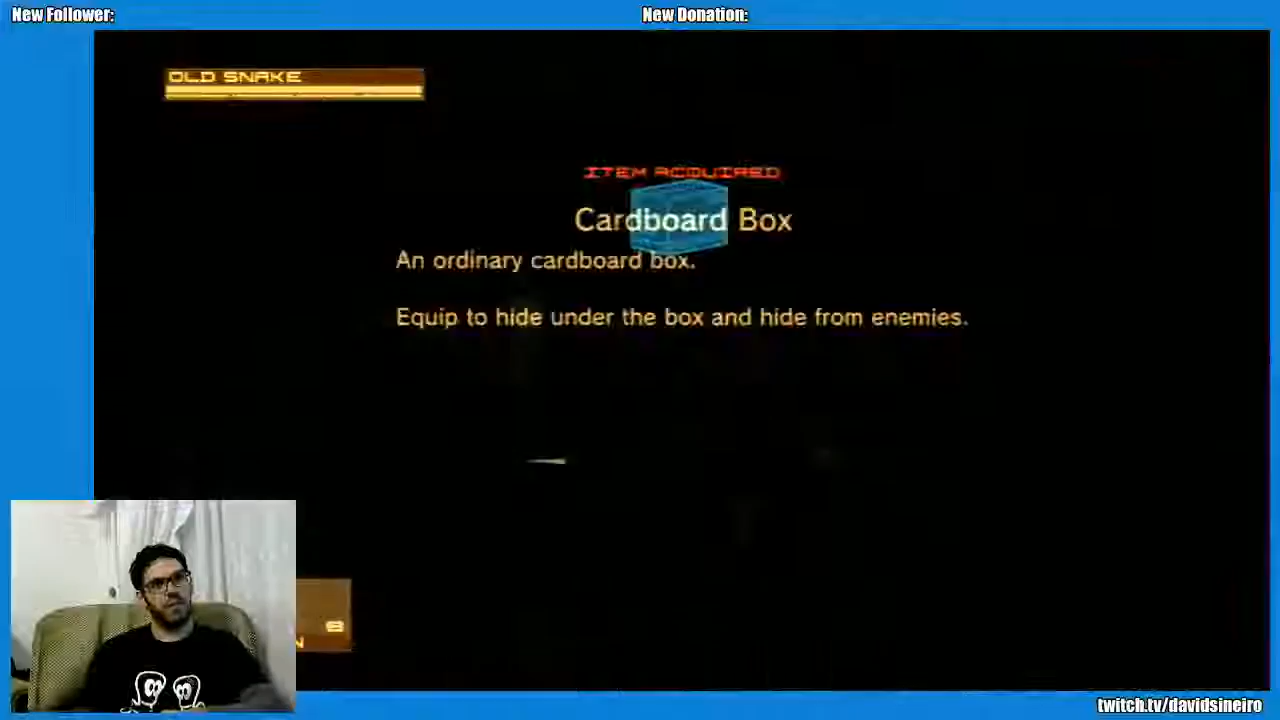 New Follower:
New Donation:
OLD SNAKE
ITEM ACQUIRED
Cardboard Box
An ordinary cardboard box.
Equip to hide under the box and hide from enemies.
8
N
twitch.tv/davidsineiro